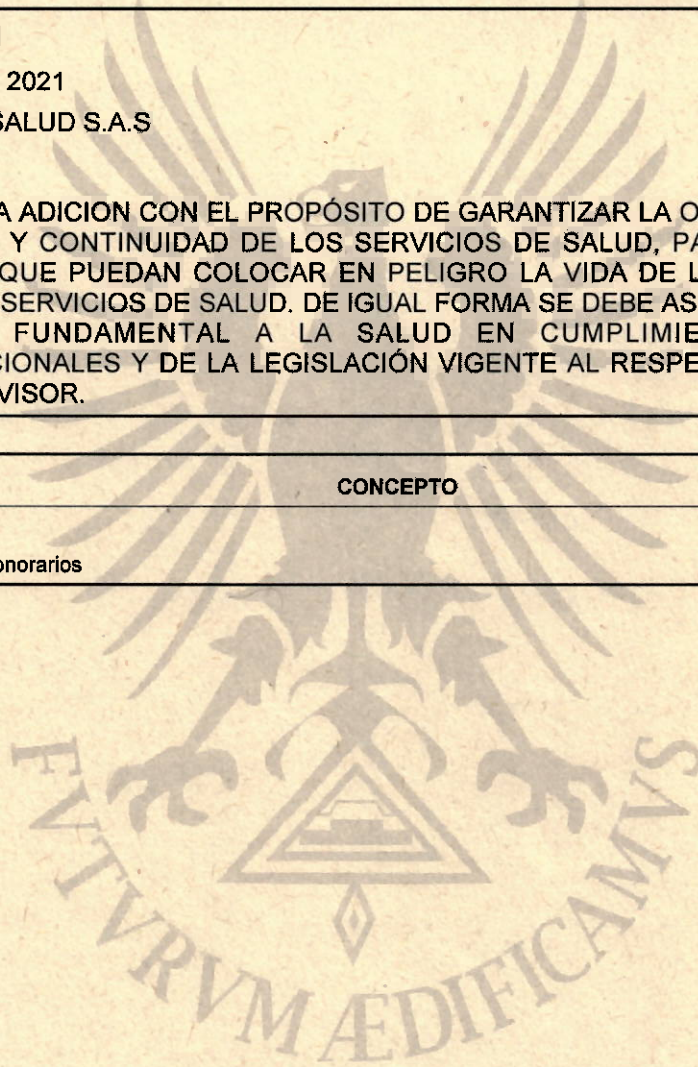 2021
SALUD S.A.S
A ADICION CON EL PROPÓSITO DE GARANTIZAR LA O
Y CONTINUIDAD DE LOS SERVICIOS DE SALUD, PA
QUE PUEDAN COLOCAR EN PELIGRO LA VIDA DE L
SERVICIOS DE SALUD. DE IGUAL FORMA SE DEBE AS
FUNDAMENTAL A LA SALUD EN CUMPLIMIE
CIONALES Y DE LA LEGISLACIÓN VIGENTE AL RESPE
VISOR.
CONCEPTO
onorarios
FVTVRVM ÆDIFICAMVS